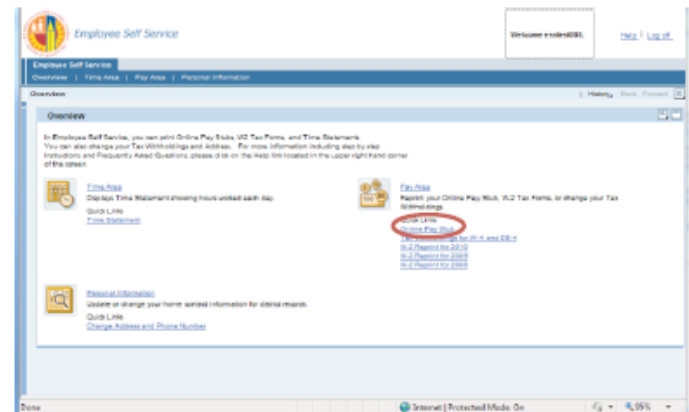 Employee Self Service
Help | Log off
Employee Self Service
Overview | Time Area | Pay Area | Personal Information
Overview
History, Back Forward
Overview
In Employee Self Service, you can print Online Pay Stubs, W2 Tax Forms, and Time Statements.
You can also change your Tax Withholdings and Address. For more information including step by step
instructions and Frequently Asked Questions, please click on the Help link located in the upper right hand corner
of the screen.
Time Area
Displays Time Statement showing hours worked each day.
Quick Links
Time Statement
Pay Area
Reprint your Online Pay Stub, W-2 Tax Forms, or change your Tax
Withholdings
Quick Links
Online Pay Stub
Tax Withholdings for W-4 and DE-4
W-2 Reprint for 2010
W-2 Reprint for 2009
W-2 Reprint for 2008
Personal Information
Update or change your home contact information for district records.
Quick Links
Change Address and Phone Number
Done
Internet | Protected Mode: On
95%